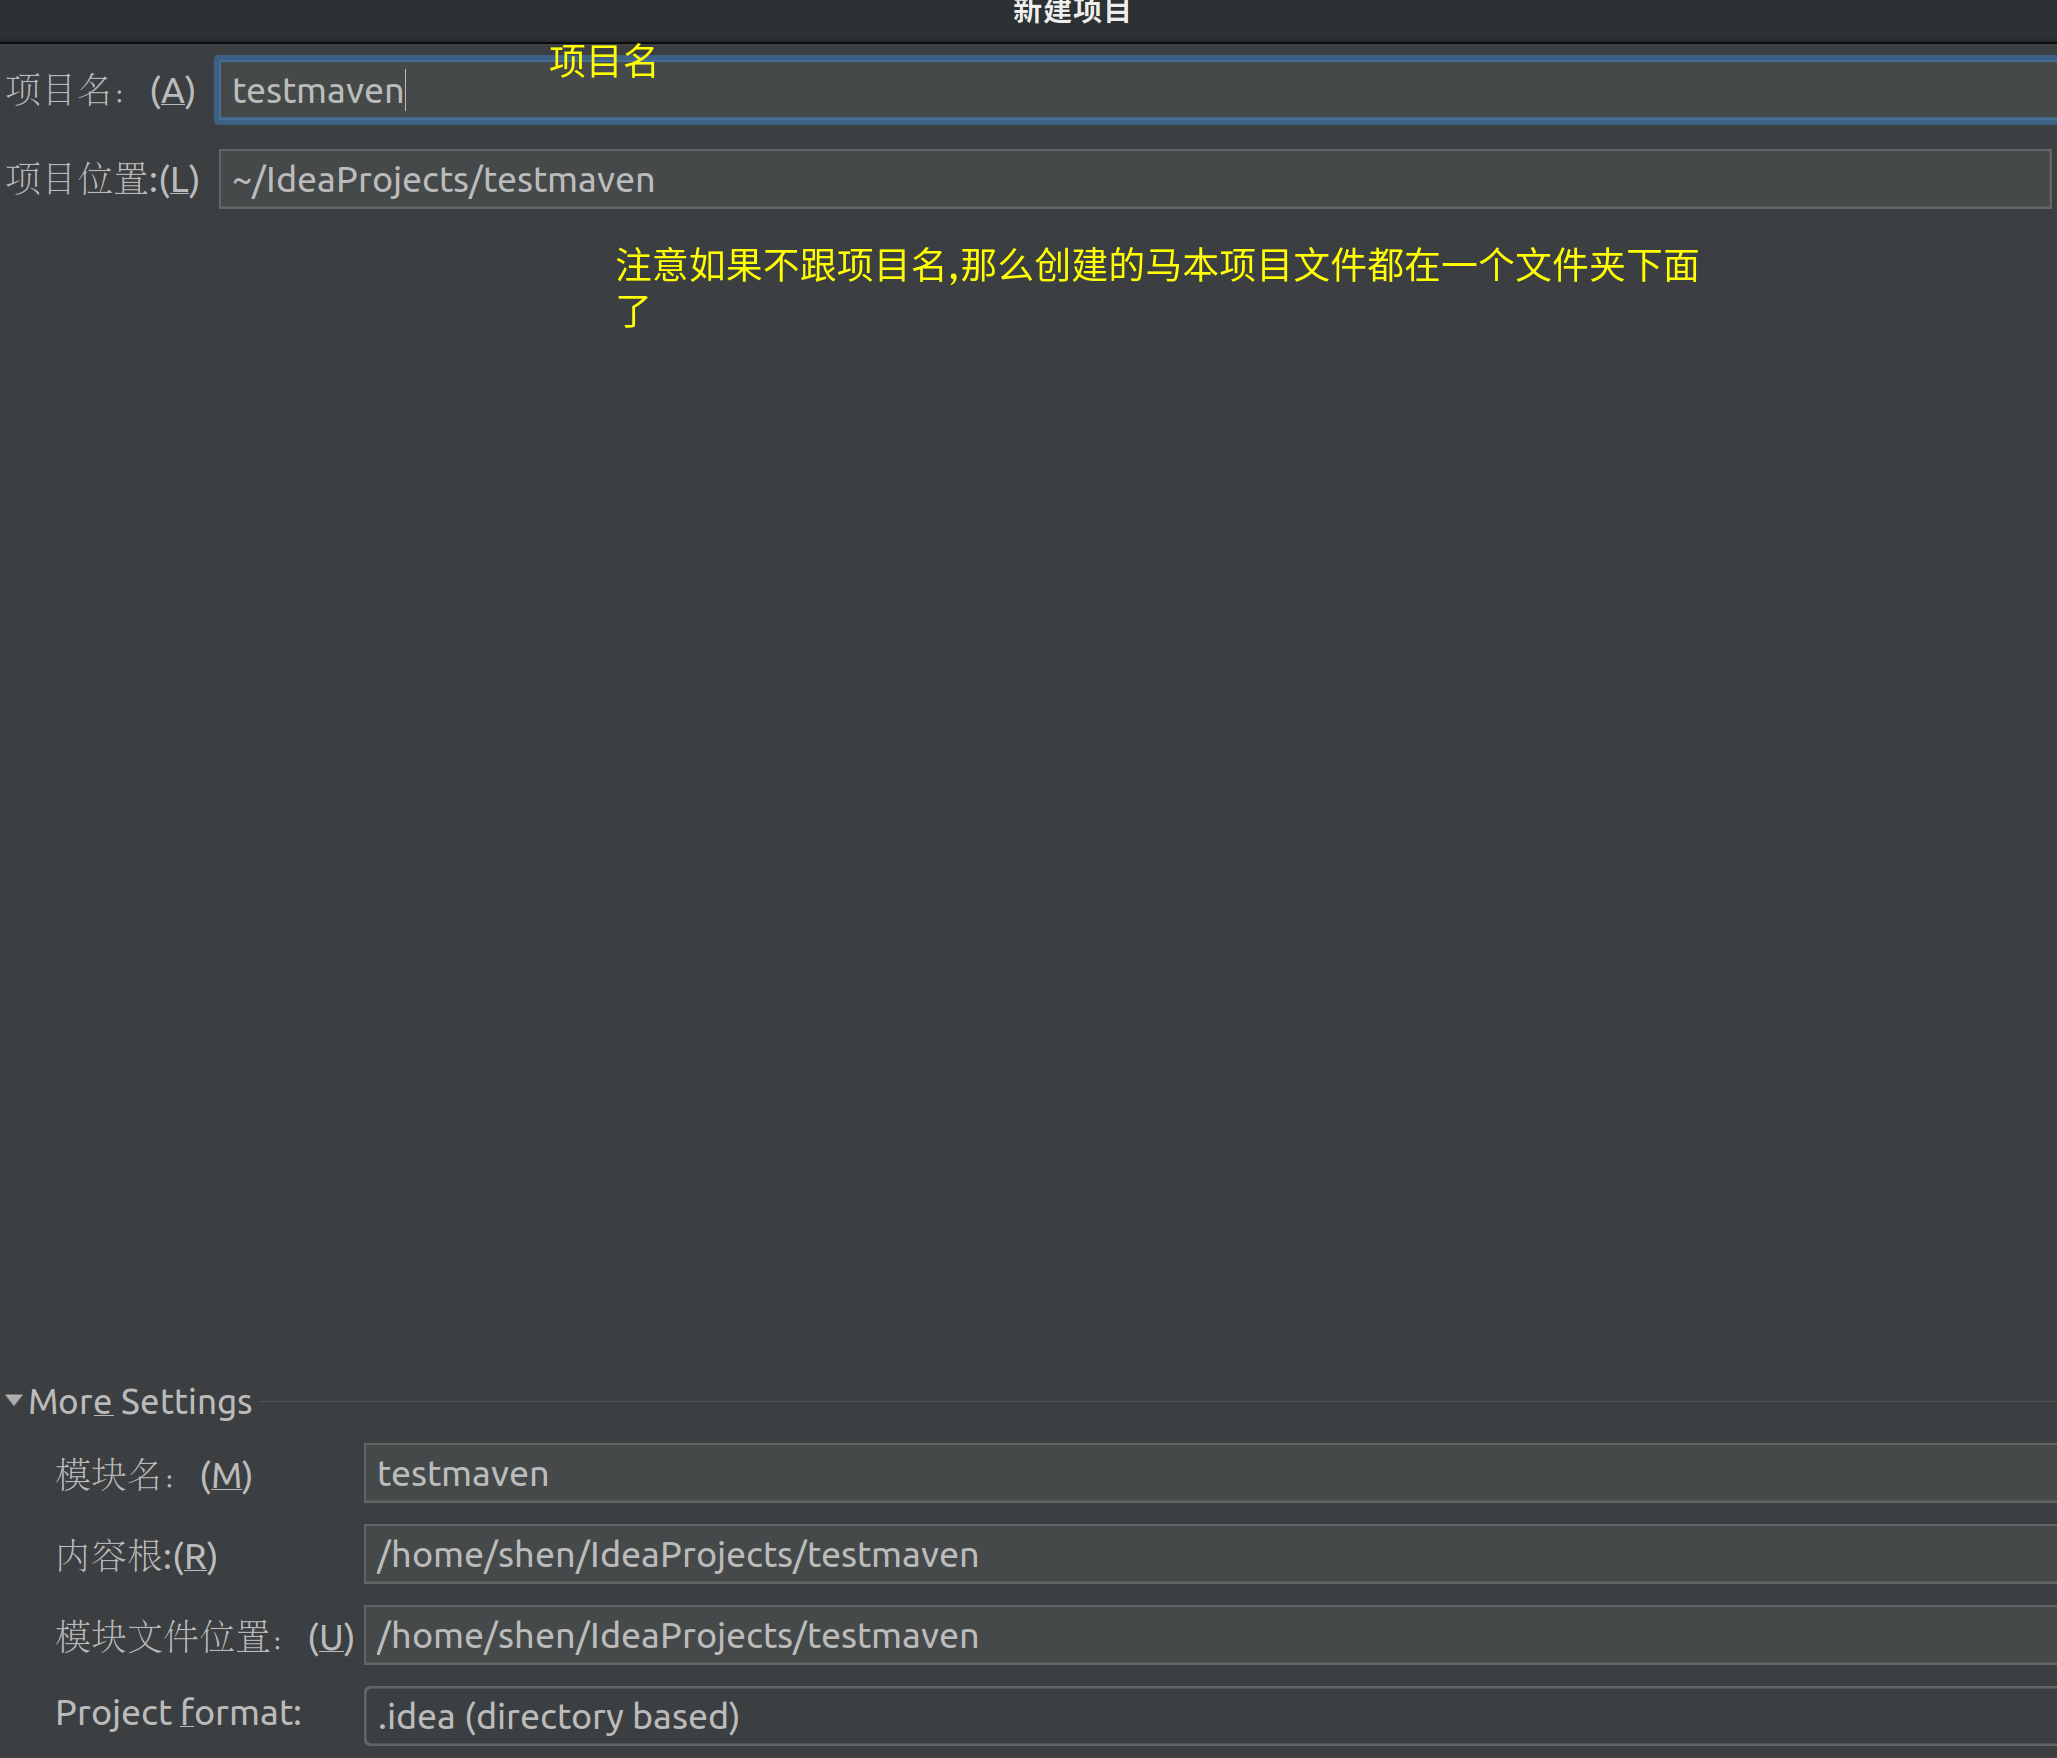 新建项目
项目名
项目名： (A) testmaven
项目位置:(L) ~/IdeaProjects/testmaven
注意如果不跟项目名,那么创建的马本项目文件都在一个文件夹下面
了
More Settings
模块名： (M) testmaven
内容根:(R) /home/shen/IdeaProjects/testmaven
模块文件位置： (U) /home/shen/IdeaProjects/testmaven
Project format: .idea (directory based)